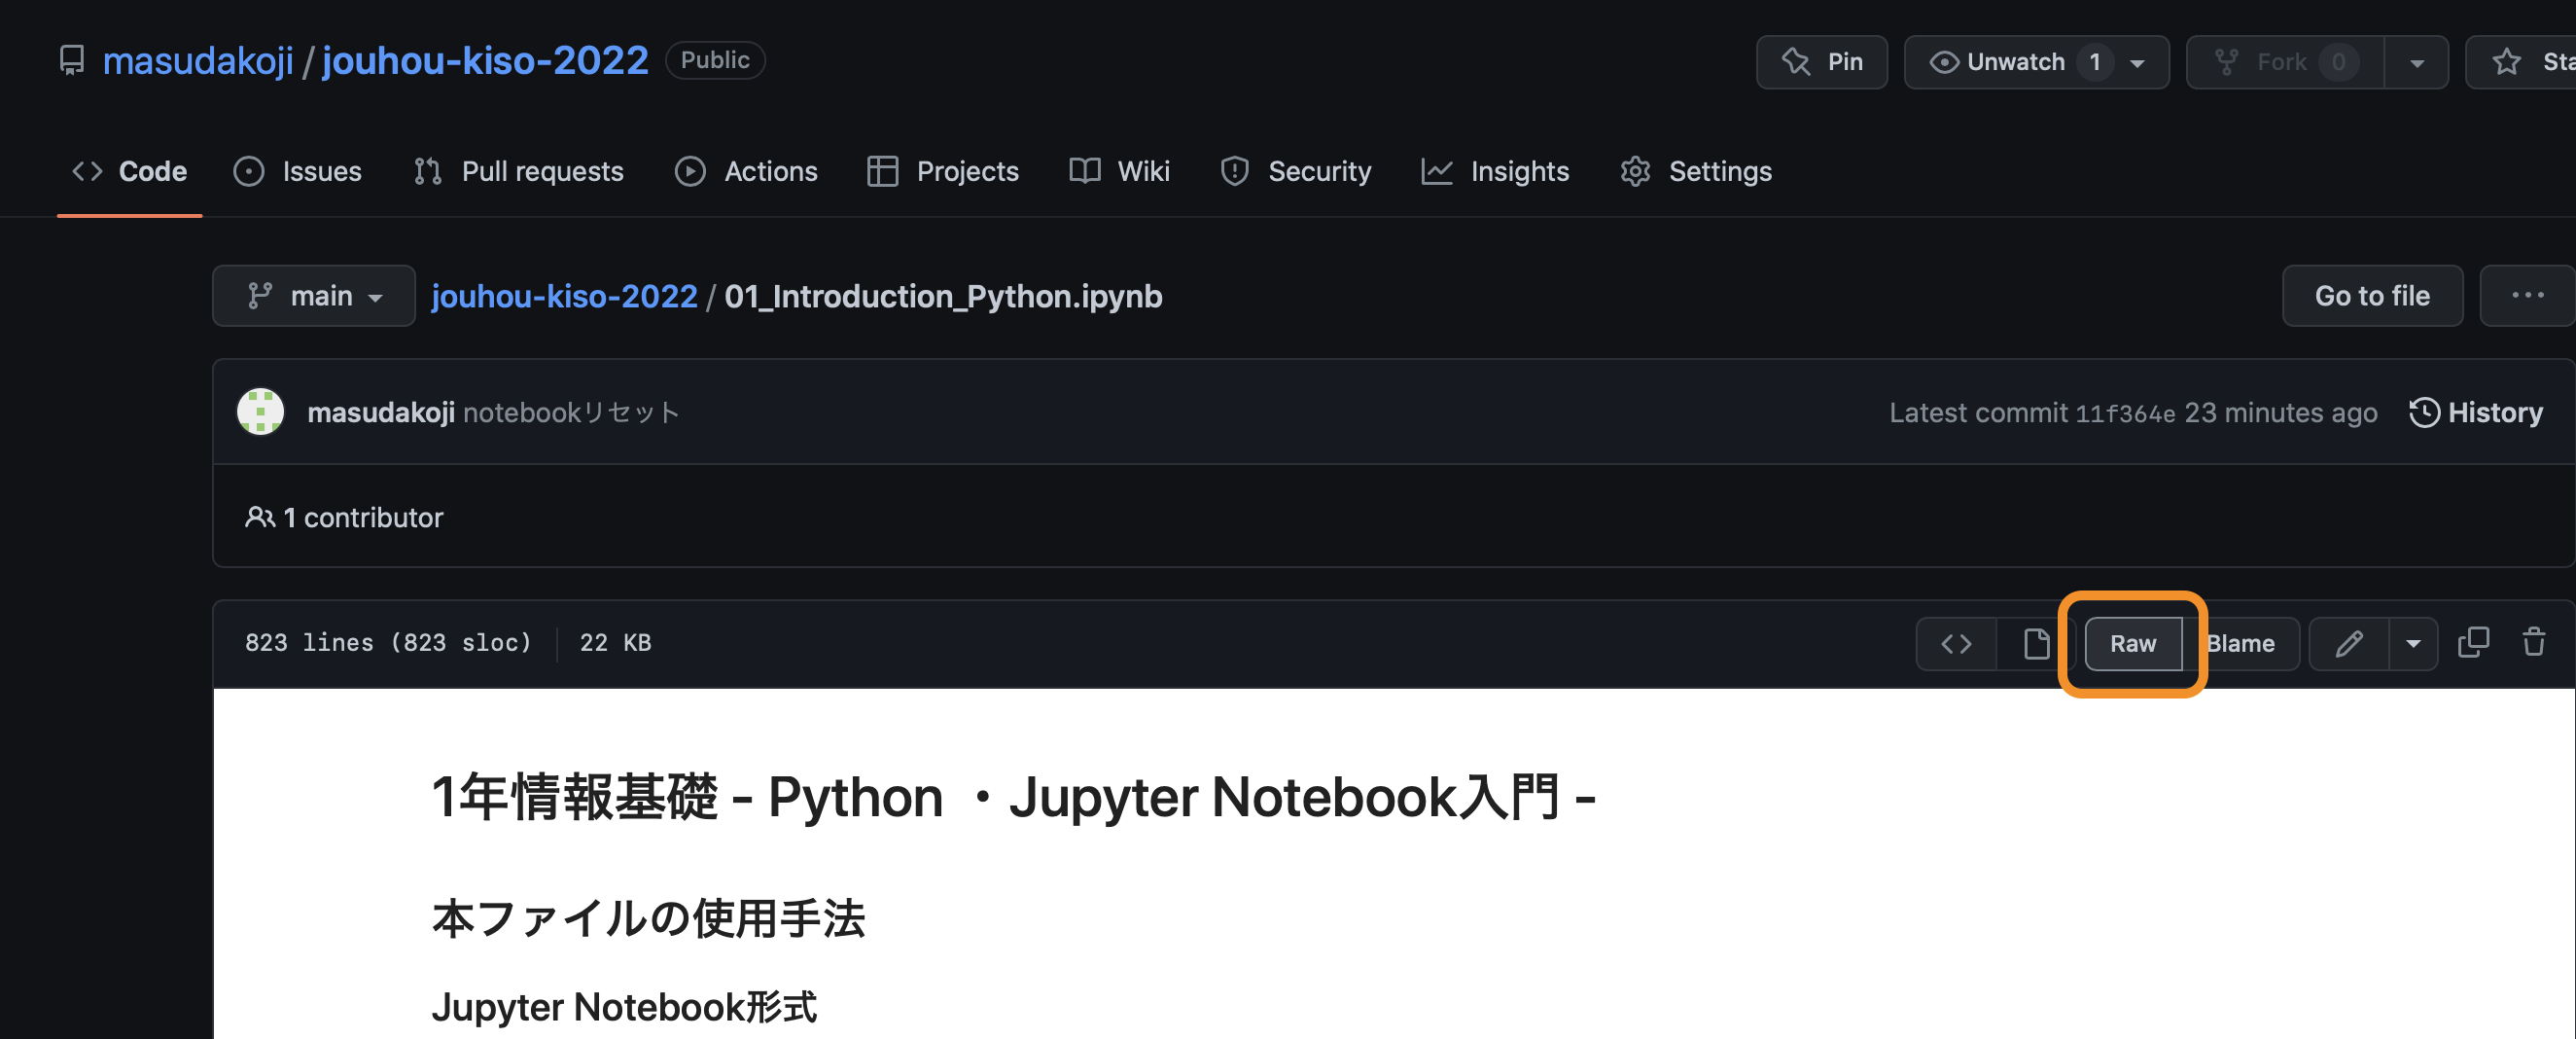 masudakoji / jouhou-kiso-2022 Public
Pin Unwatch 1 Fork 0
Code Issues Pull requests Actions Projects Wiki Security Insights Settings
main jouhou-kiso-2022 / 01_Introduction_Python.ipynb Go to file ...
masudakoji notebookリセット Latest commit 11f364e 23 minutes ago History
1 contributor
823 lines (823 sloc) 22 KB Raw Blame
1年情報基礎 - Python ・Jupyter Notebook入門 -
本ファイルの使用手法
Jupyter Notebook形式